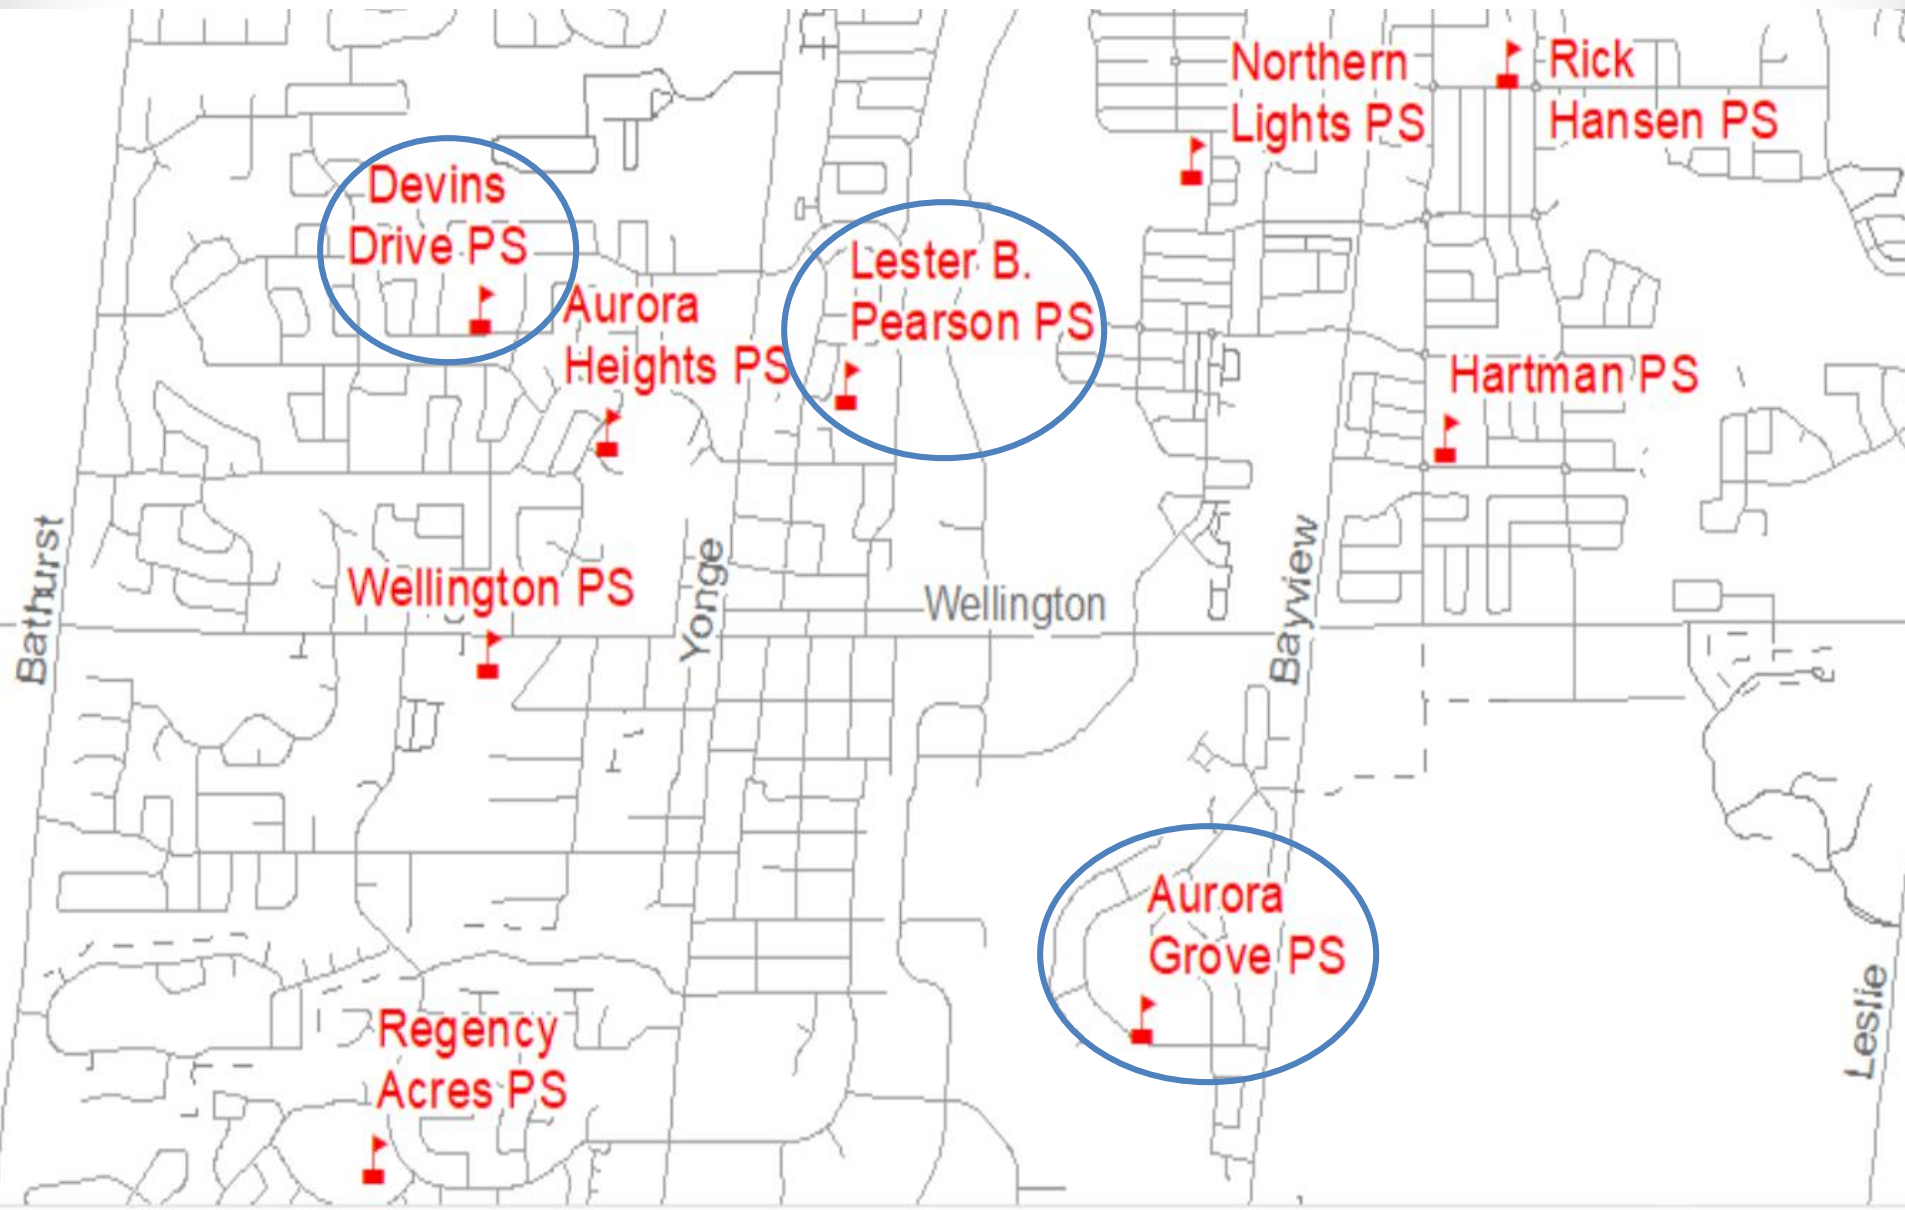 Northern
Lights PS
Rick
Hansen PS
Devins
Drive PS
Lester B.
Pearson PS
Aurora
Heights PS
Hartman PS
Bathurst
Wellington PS
Yonge
Wellington
Bayview
Aurora
Grove PS
Leslie
Regency
Acres PS